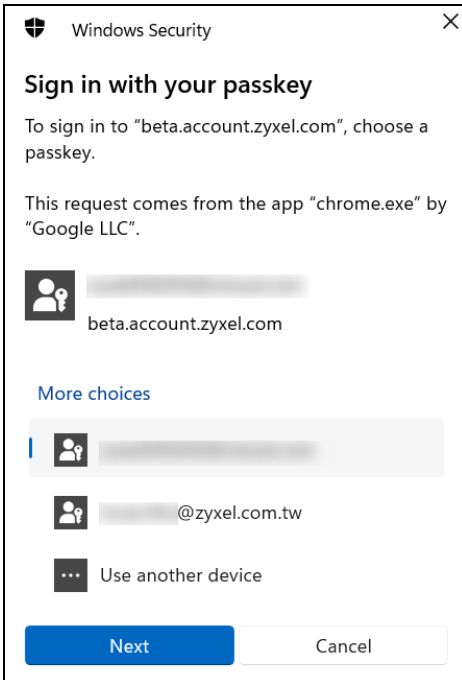 Windows Security
Sign in with your passkey
To sign in to “beta.account.zyxel.com”, choose a
passkey.
This request comes from the app “chrome.exe” by
“Google LLC”.
beta.account.zyxel.com
More choices
@zyxel.com.tw
Use another device
Next
Cancel